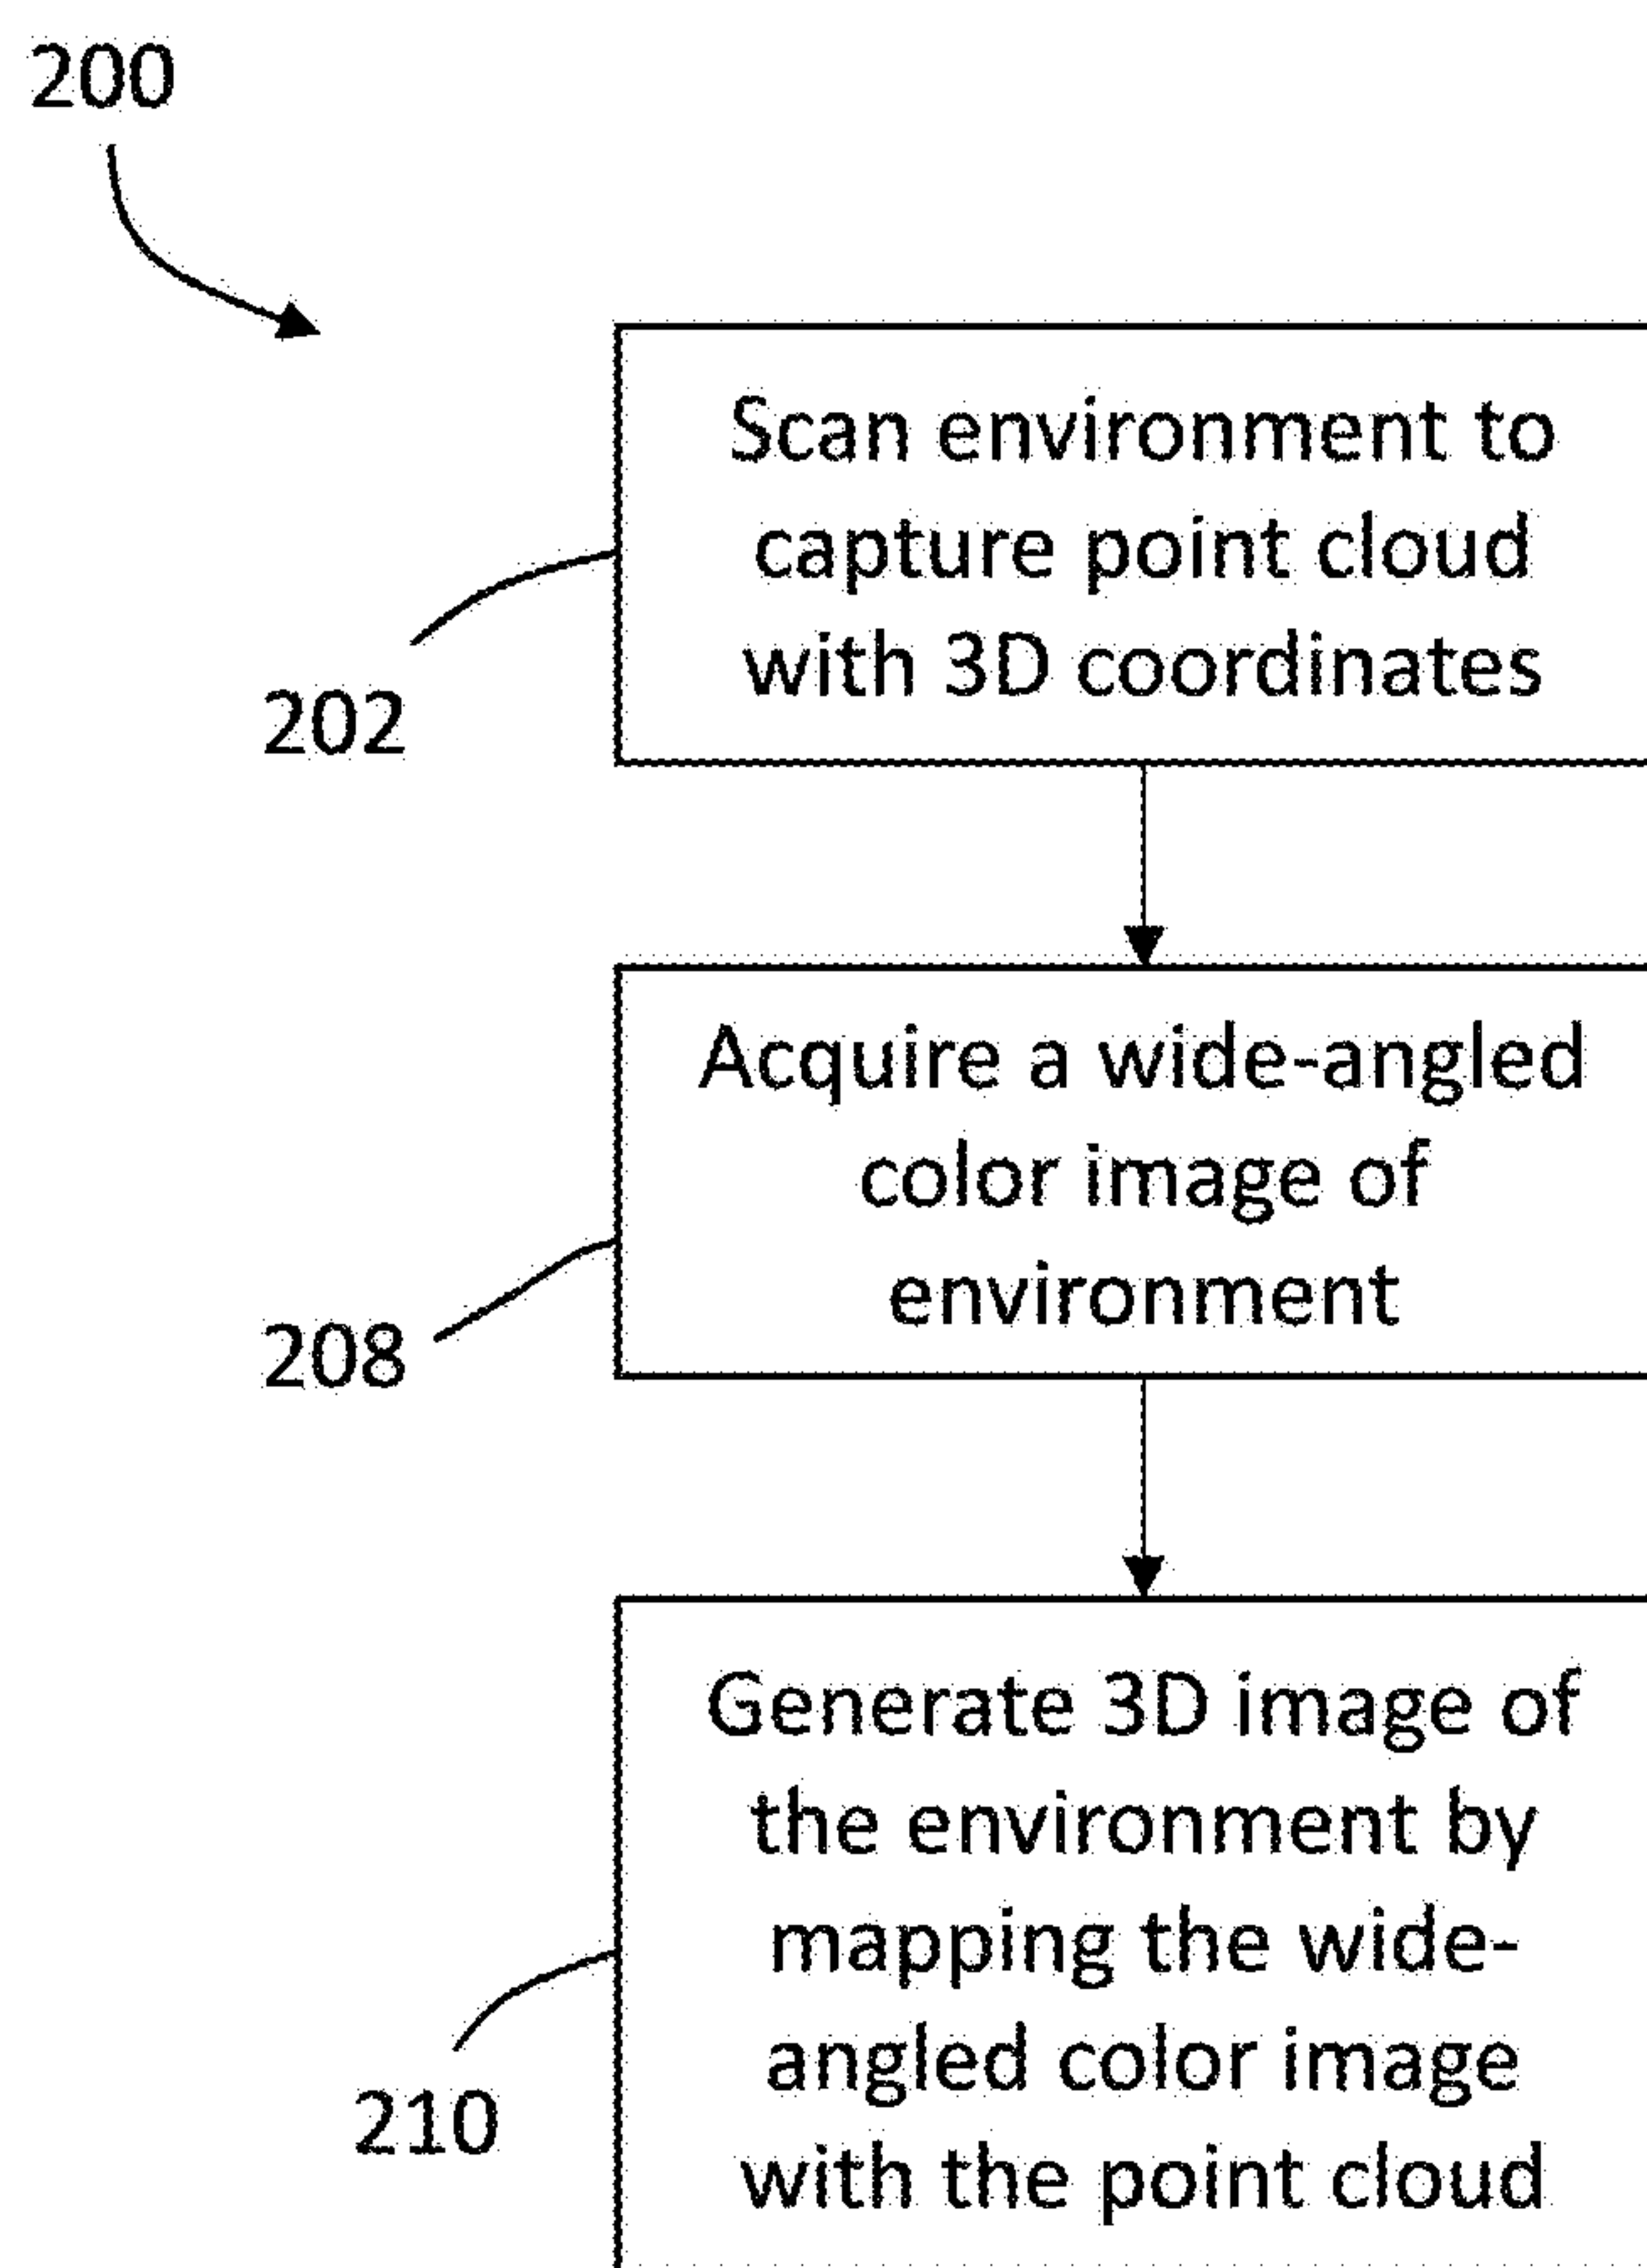 200
Scan environment to
capture point cloud
with 3D coordinates
202
Acquire a wide-angled
color image of
environment
208
Generate 3D image of
the environment by
mapping the wide-
angled color image
with the point cloud
210